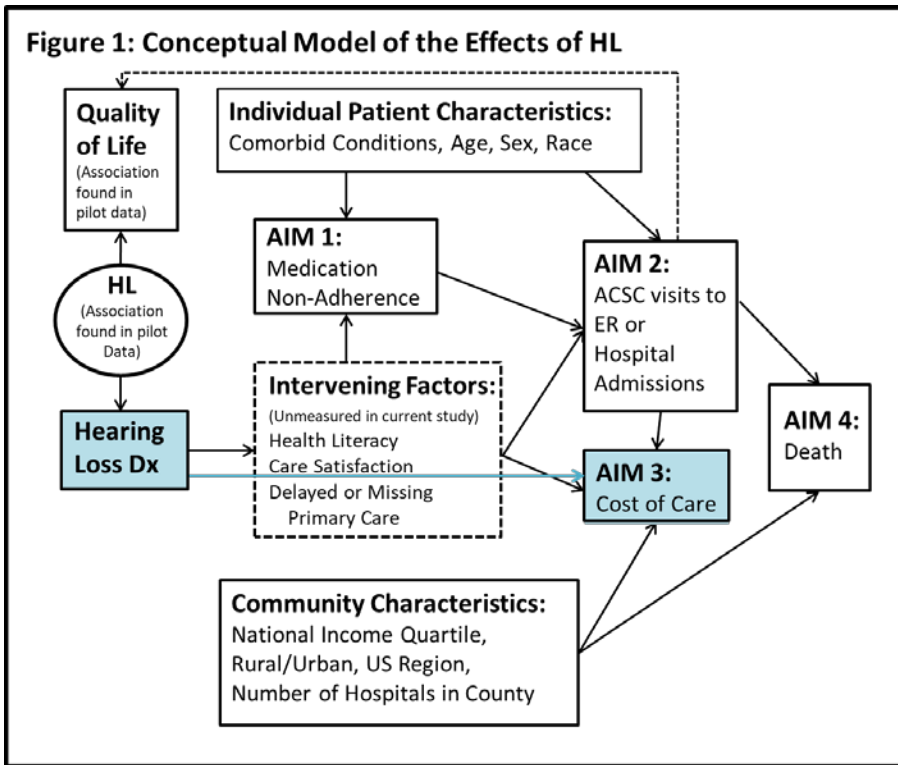 Figure 1: Conceptual Model of the Effects of HL
Quality
of Life
(Association
found in
pilot data)
Individual Patient Characteristics:
Comorbid Conditions, Age, Sex, Race
HL
(Association
found in pilot
Data)
AIM 1:
Medication
Non-Adherence
AIM 2:
ACSC visits to
ER or
Hospital
Admissions
Hearing
Loss Dx
Intervening Factors:
(Unmeasured in current study)
Health Literacy
Care Satisfaction
Delayed or Missing
Primary Care
AIM 3:
Cost of Care
AIM 4:
Death
Community Characteristics:
National Income Quartile,
Rural/Urban, US Region,
Number of Hospitals in County